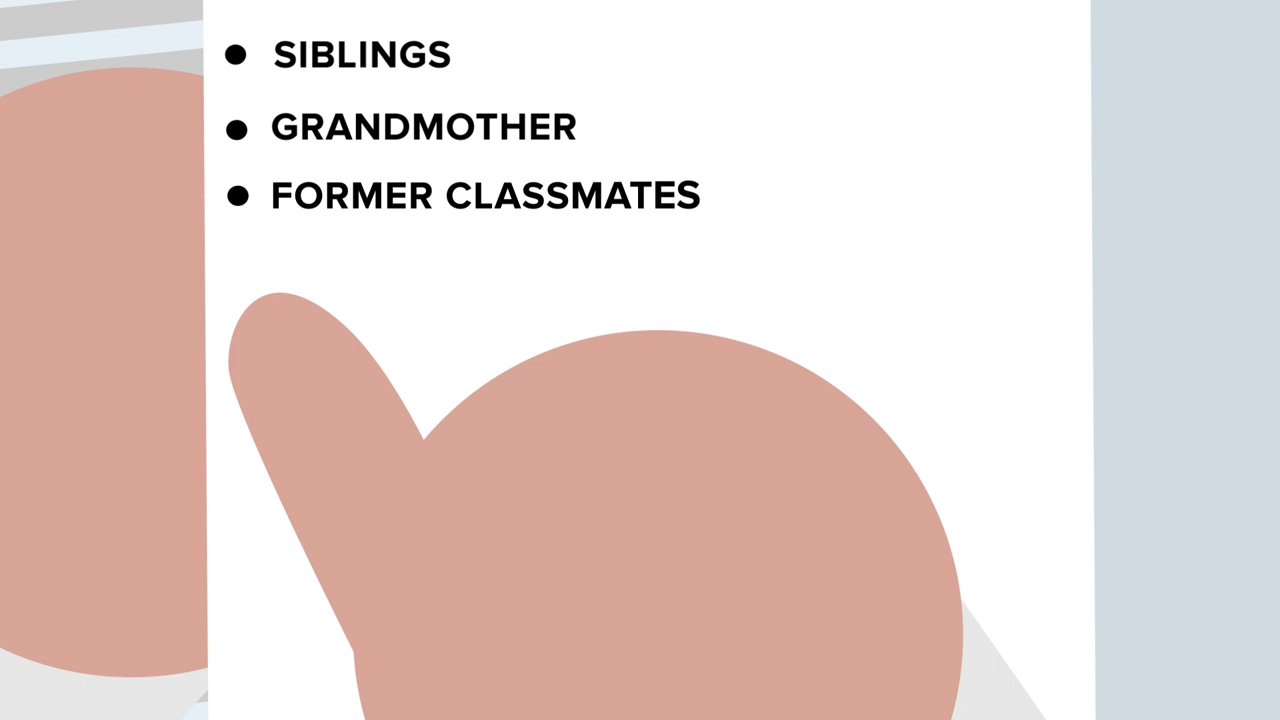 ● SIBLINGS
● GRANDMOTHER
● FORMER CLASSMATES